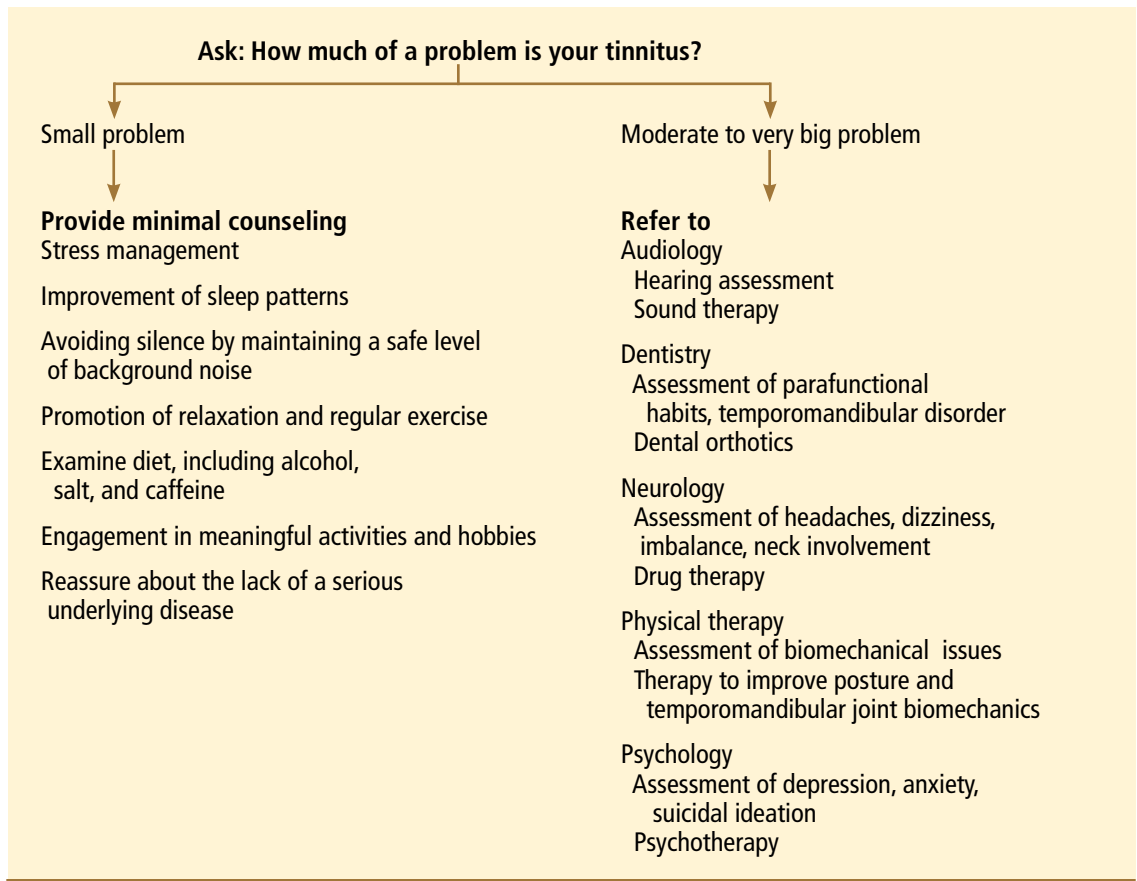 Ask: How much of a problem is your tinnitus?
Small problem
Provide minimal counseling
Stress management
Improvement of sleep patterns
Avoiding silence by maintaining a safe level
of background noise
Promotion of relaxation and regular exercise
Examine diet, including alcohol,
salt, and caffeine
Engagement in meaningful activities and hobbies
Reassure about the lack of a serious
underlying disease
Moderate to very big problem
Refer to
Audiology
Hearing assessment
Sound therapy
Dentistry
Assessment of parafunctional
habits, temporomandibular disorder
Dental orthotics
Neurology
Assessment of headaches, dizziness,
imbalance, neck involvement
Drug therapy
Physical therapy
Assessment of biomechanical issues
Therapy to improve posture and
temporomandibular joint biomechanics
Psychology
Assessment of depression, anxiety,
suicidal ideation
Psychotherapy